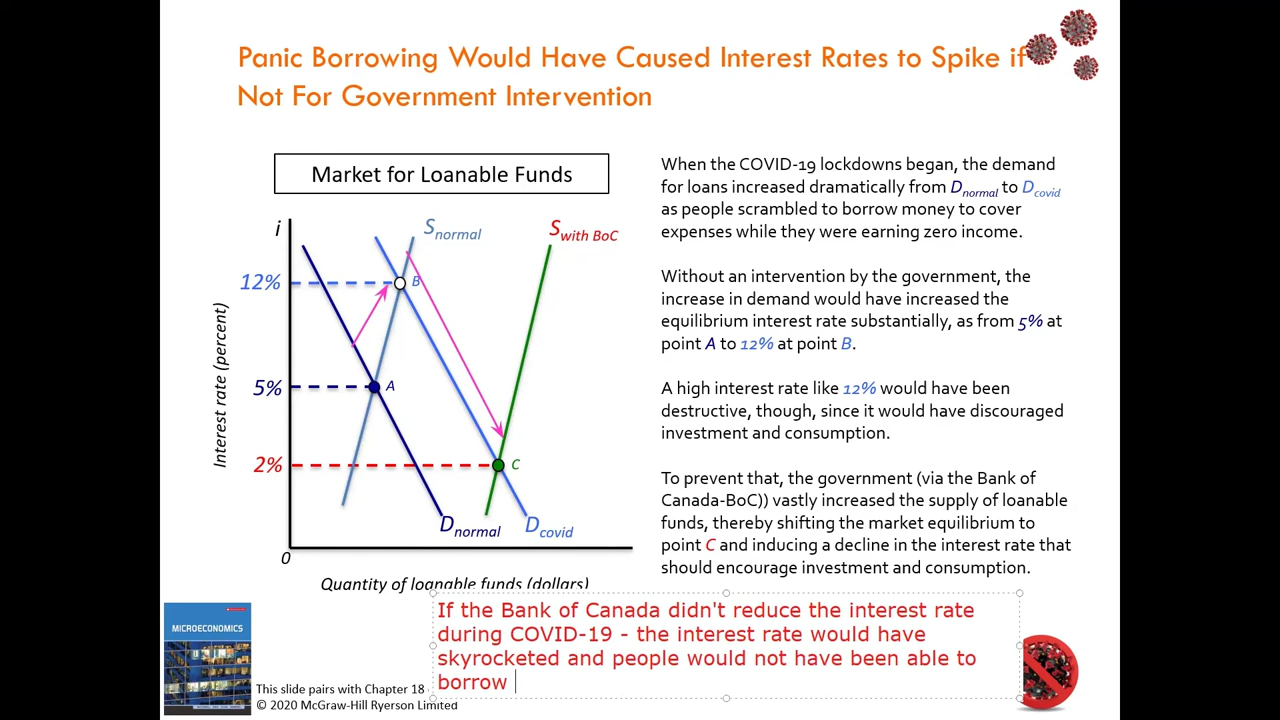 Panic Borrowing Would Have Caused Interest Rates to Spike if
Not For Government Intervention
Market for Loanable Funds
i
Snormal
Swith BoC
12%
B
5%
A
2%
C
Interest rate (percent)
Dnormal
Dcovid
0
Quantity of loanable funds (dollars)
When the COVID-19 lockdowns began, the demand
for loans increased dramatically from Dnormal to Dcovid
as people scrambled to borrow money to cover
expenses while they were earning zero income.
Without an intervention by the government, the
increase in demand would have increased the
equilibrium interest rate substantially, as from 5% at
point A to 12% at point B.
A high interest rate like 12% would have been
destructive, though, since it would have discouraged
investment and consumption.
To prevent that, the government (via the Bank of
Canada-BoC)) vastly increased the supply of loanable
funds, thereby shifting the market equilibrium to
point C and inducing a decline in the interest rate that
should encourage investment and consumption.
If the Bank of Canada didn't reduce the interest rate
during COVID-19 - the interest rate would have
skyrocketed and people would not have been able to
borrow
MICROECONOMICS
This slide pairs with Chapter 18
© 2020 McGraw-Hill Ryerson Limited